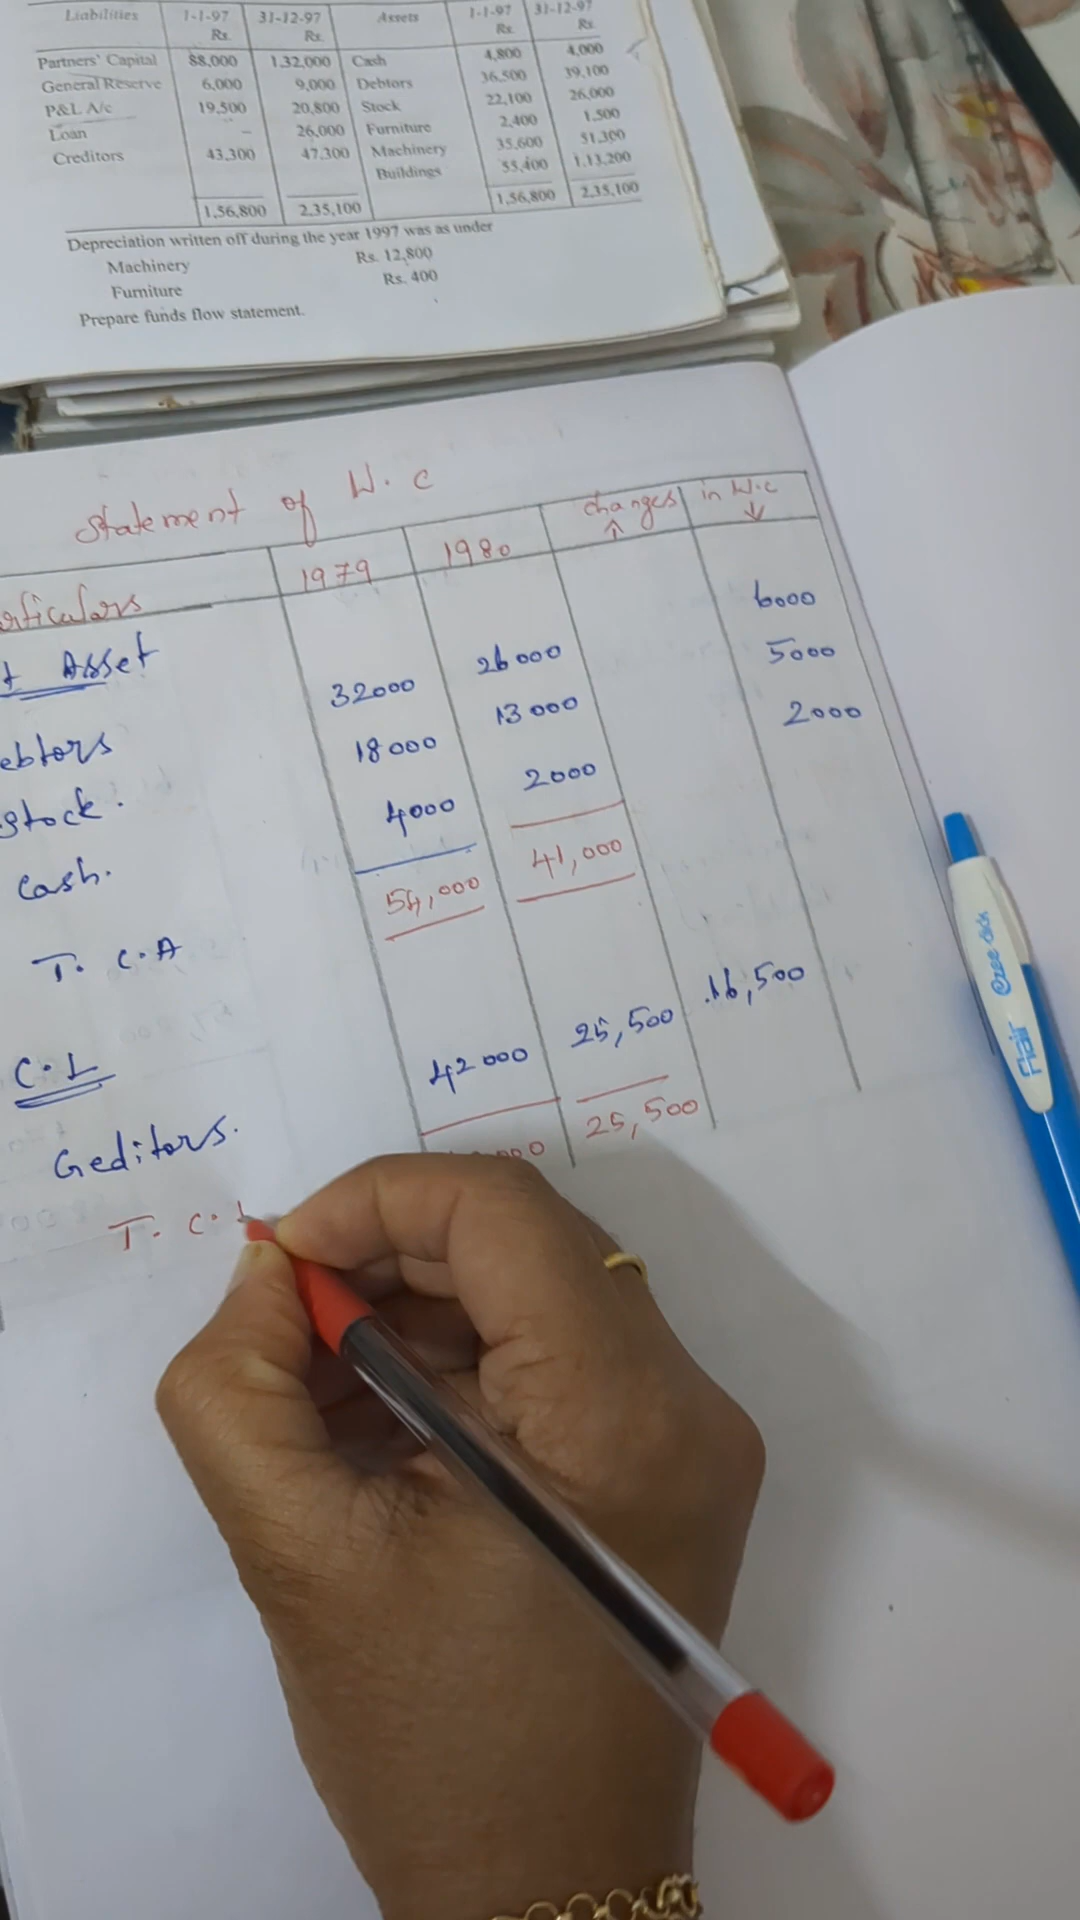 Liabilities 1-1-97 31-12-97 Assets 1-1-97 31-12-97
Rs. Rs. Rs. Rs.
Partners' Capital 88,000 1,32,000 Cash 4,800 4,000
General Reserve 6,000 9,000 Debtors 36,500 39,100
P&L A/c 19,500 20,800 Stock 22,100 26,000
Loan – 26,000 Furniture 2,400 1,500
Creditors 43,300 47,300 Machinery 35,600 51,300
Buildings 55,400 1,13,200
1,56,800 2,35,100 1,56,800 2,35,100
Depreciation written off during the year 1997 was as under
Machinery Rs. 12,800
Furniture Rs. 400
Prepare funds flow statement.
Statement of W.C
changes in W.C
articulars 1979 1980 ↑ ↓
t Asset
ebtors 32000 26000 6000
stock. 18000 13000 5000
Cash. 4000 2000 2000
T. C.A 54,000 41,000
C.L
Creditors. 42000 25,500 16,500
T. C. 25,500
Flair Ezee click